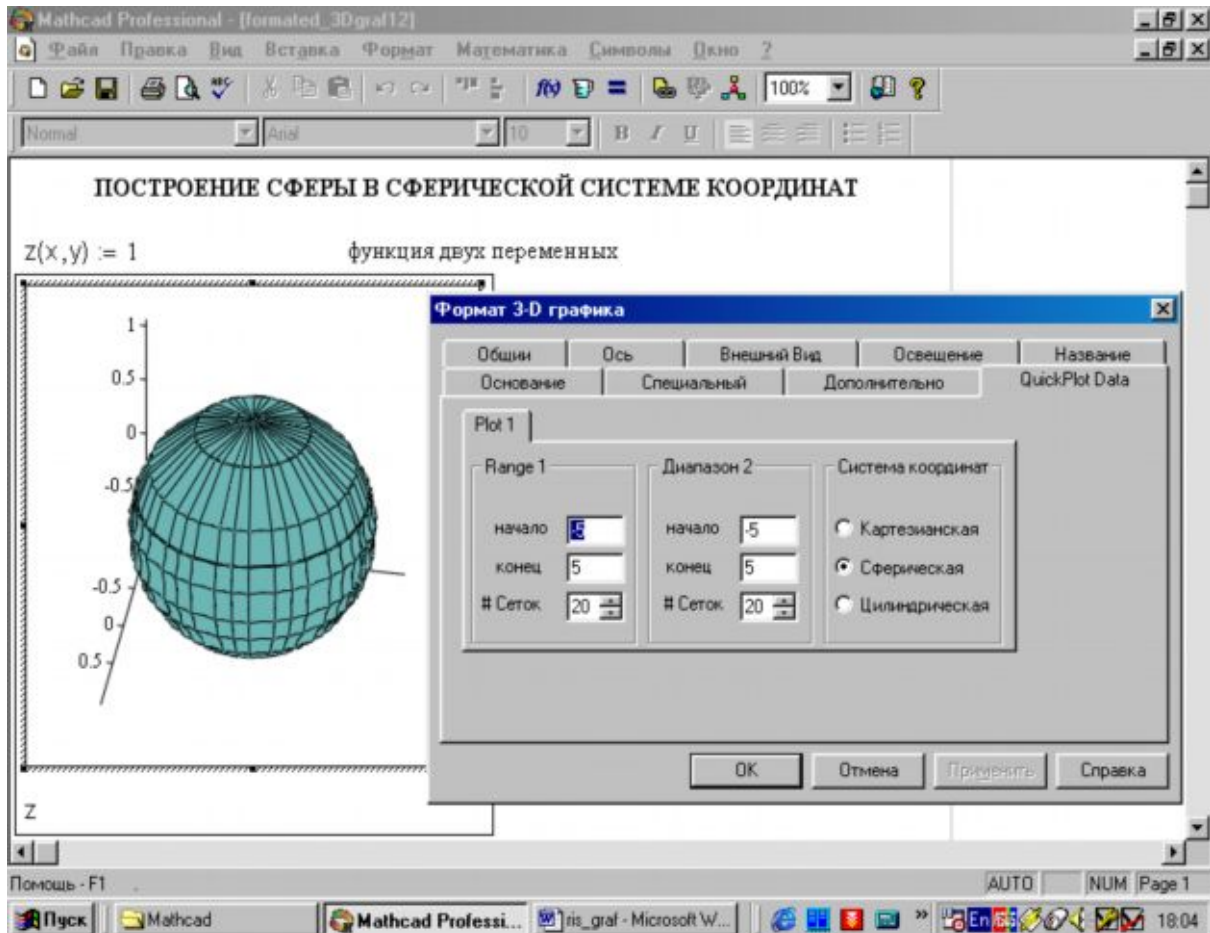 Mathcad Professional - [formated_3Dgraf12]
Файл Правка Вид Вставка Формат Математика Символы Окно ?
100%
Normal Arial 10 B I U
ПОСТРОЕНИЕ СФЕРЫ В СФЕРИЧЕСКОЙ СИСТЕМЕ КООРДИНАТ
z(x,y) := 1 функция двух переменных
1
0.5
0
-0.5
-0.5
0
0.5
z
Формат 3-D графика
Общии Ось Внешний Вид Освещение Название
Основание Специальный Дополнительно QuickPlot Data
Plot 1
Range 1 Диапазон 2 Система координат
начало -5 начало -5 Картезианская
конец 5 конец 5 Сферическая
# Сеток 20 # Сеток 20 Цилиндрическая
OK Отмена Применить Справка
Помощь - F1 AUTO NUM Page 1
Пуск Mathcad Mathcad Professi... ris_graf - Microsoft W... » En 18:04